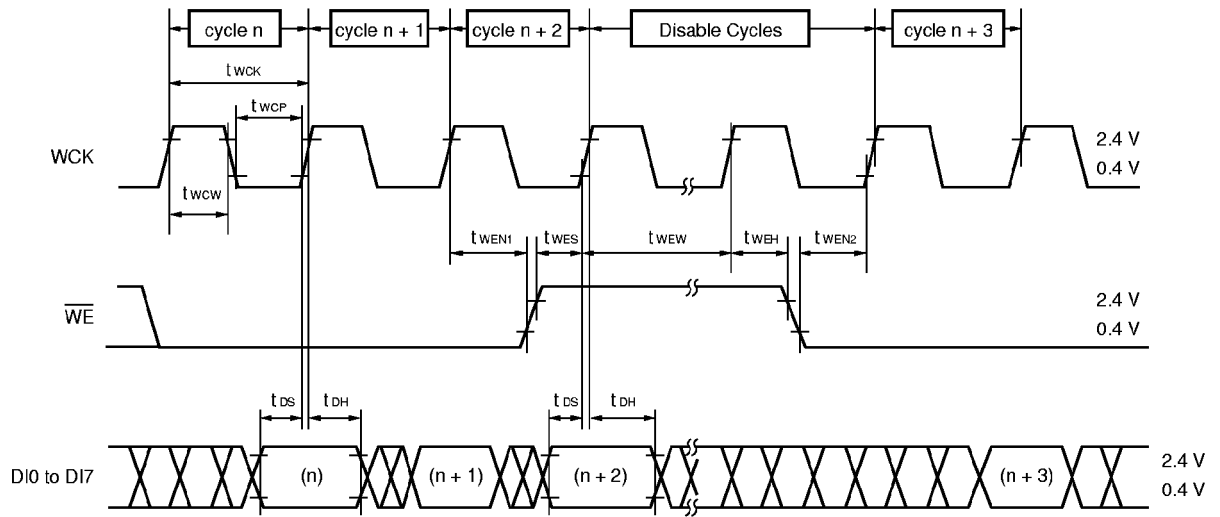 cycle n cycle n + 1 cycle n + 2 Disable Cycles cycle n + 3
tWCK
tWCP
WCK 2.4 V
0.4 V
tWCW
tWEN1 tWES tWEW tWEH tWEN2
WE 2.4 V
0.4 V
tDS tDH tDS tDH
DI0 to DI7 (n) (n + 1) (n + 2) (n + 3) 2.4 V
0.4 V